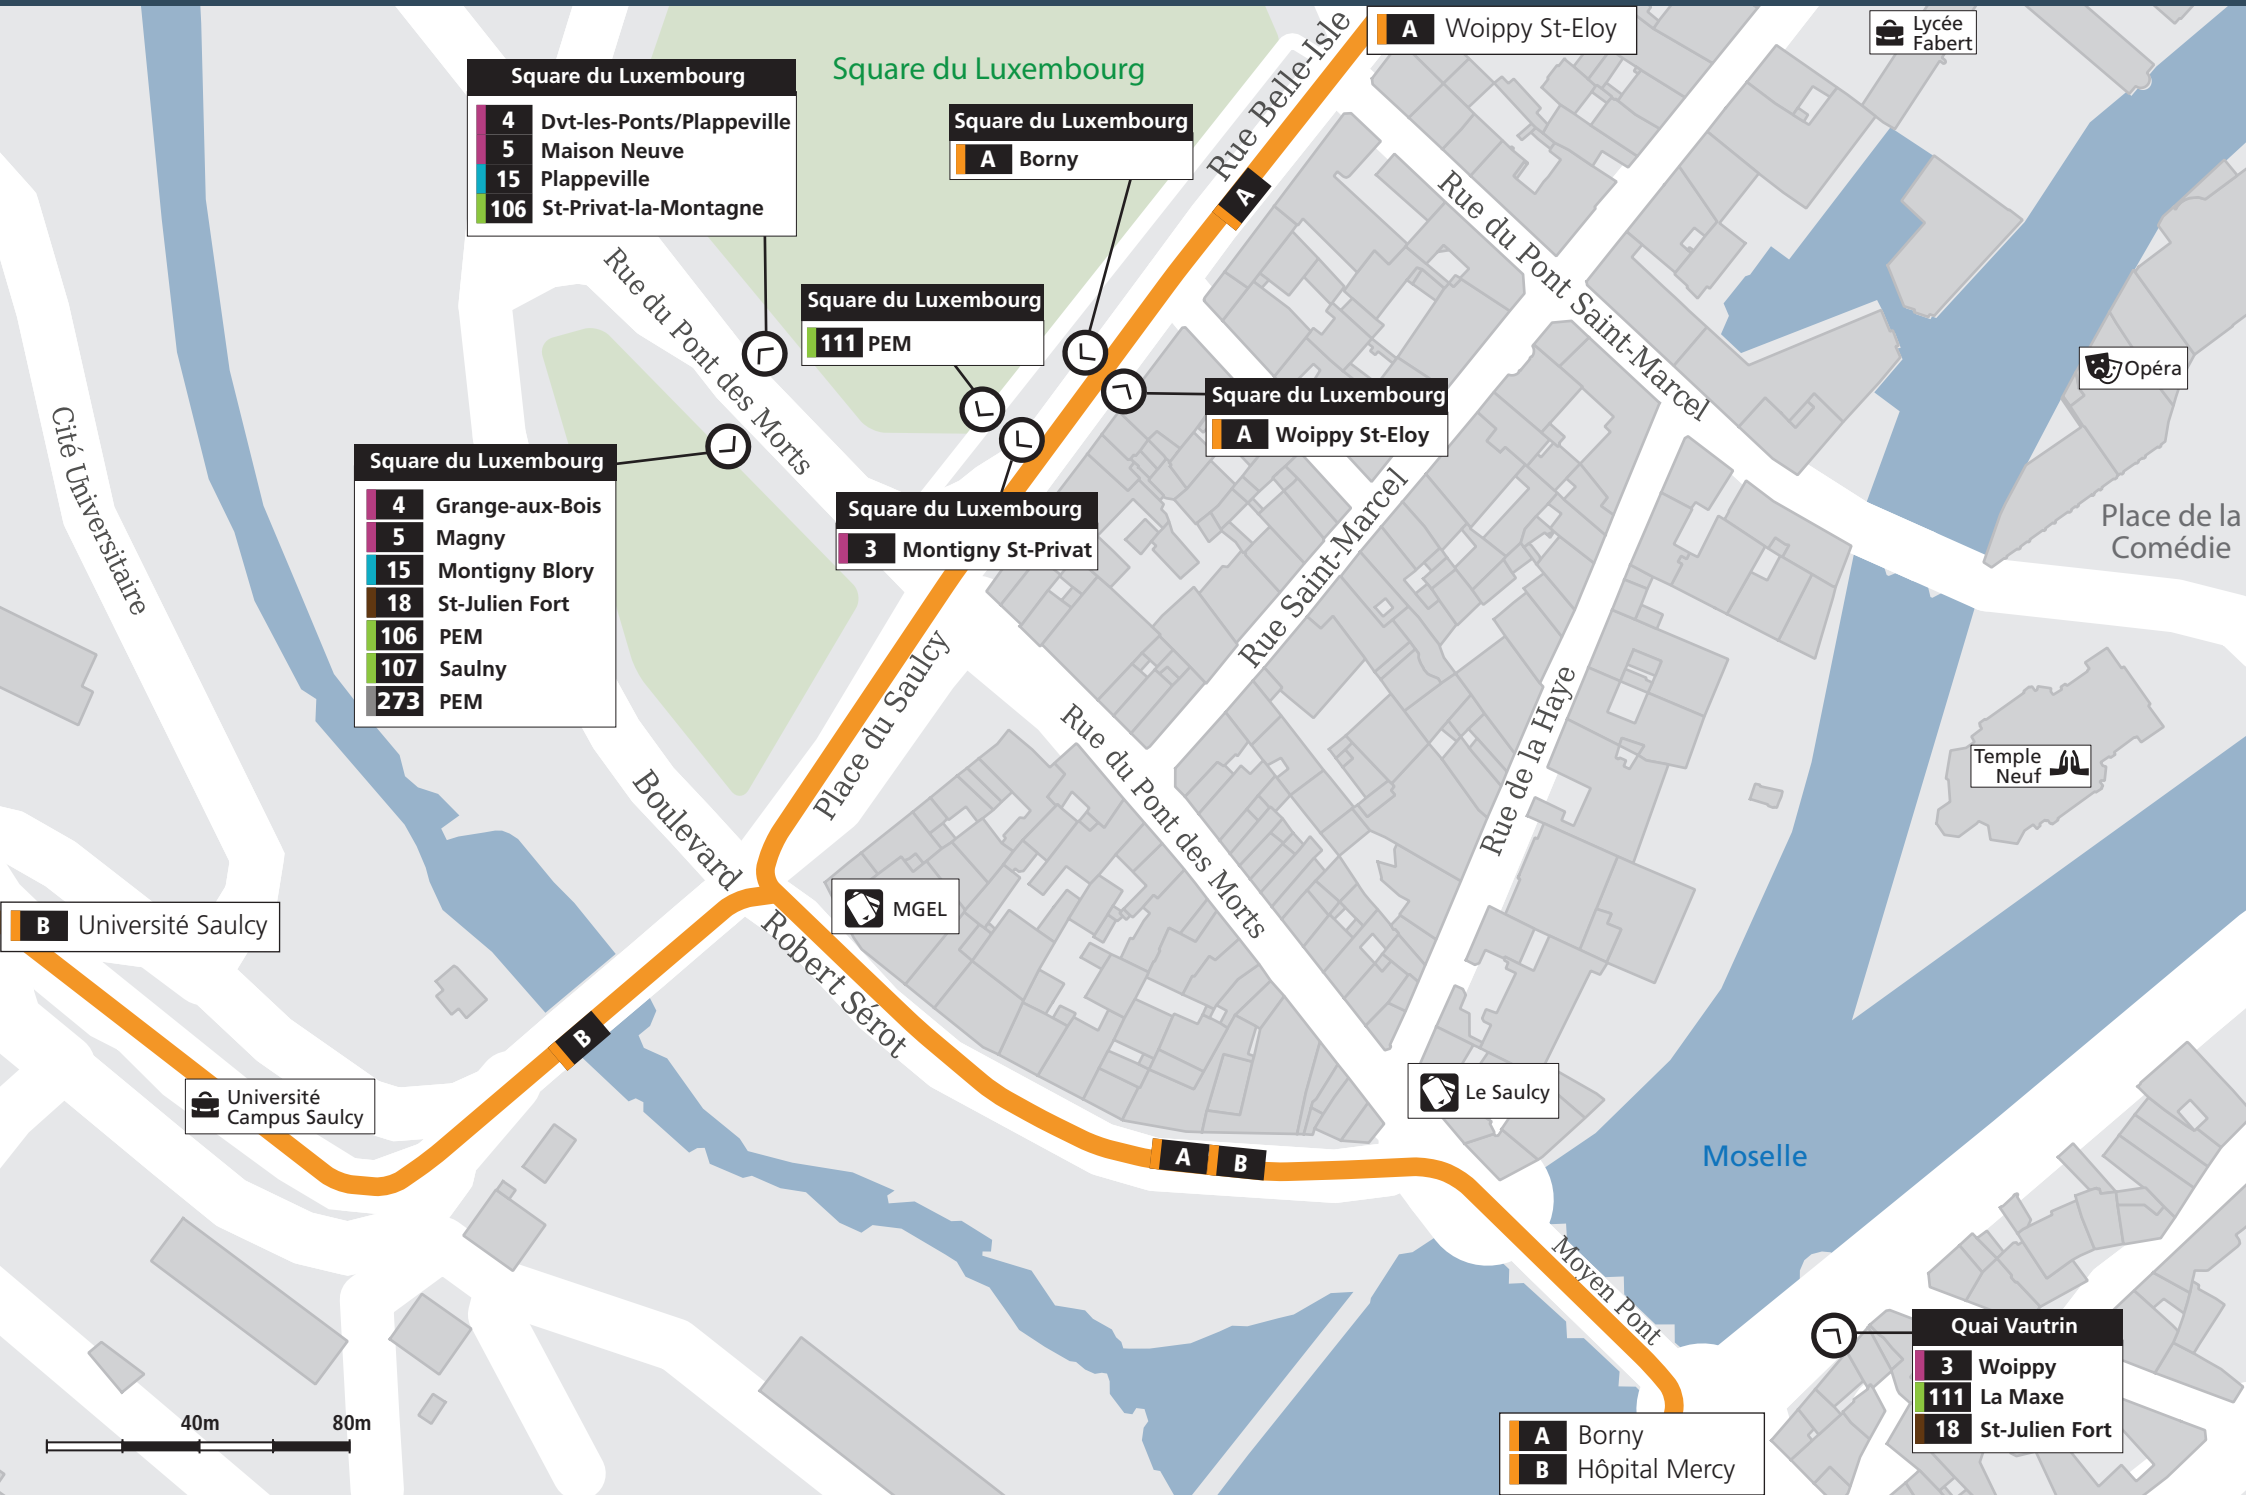 A Woippy St-Eloy
Lycée
Fabert
Square du Luxembourg
Rue Belle-Isle
Square du Luxembourg
4 Dvt-les-Ponts/Plappeville
5 Maison Neuve
15 Plappeville
106 St-Privat-la-Montagne
Square du Luxembourg
A Borny
A
Rue du Pont Saint-Marcel
Rue du Pont des Morts
Square du Luxembourg
111 PEM
Opéra
Square du Luxembourg
A Woippy St-Eloy
Cité Universitaire
Square du Luxembourg
4 Grange-aux-Bois
5 Magny
15 Montigny Blory
18 St-Julien Fort
106 PEM
107 Saulny
273 PEM
Square du Luxembourg
3 Montigny St-Privat
Rue Saint-Marcel
Place de la
Comédie
Place du Saulcy
Rue de la Haye
Rue du Pont des Morts
Temple
Neuf
Boulevard
Robert Sérot
MGEL
B Université Saulcy
B
Université
Campus Saulcy
Le Saulcy
A B
Moselle
Moyen Pont
Quai Vautrin
3 Woippy
111 La Maxe
18 St-Julien Fort
40m 80m
A Borny
B Hôpital Mercy